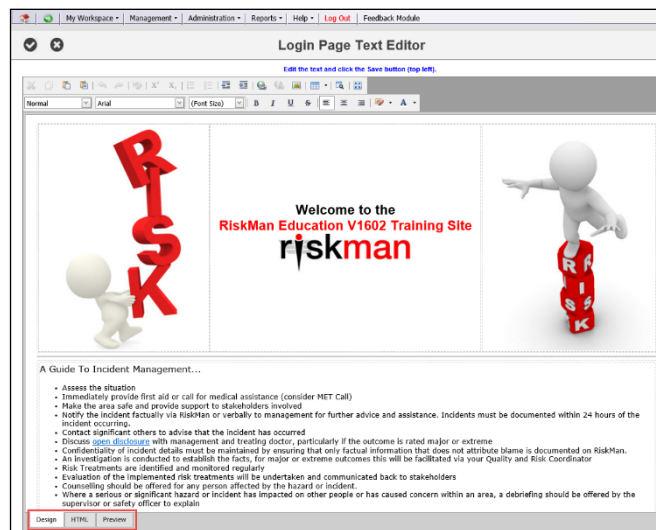 My Workspace Management Administration Reports Help Log Out Feedback Module
Login Page Text Editor
Edit the text and click the Save button (top left).
Normal Arial (Font Size) B I U S A
RISK
Welcome to the
RiskMan Education V1602 Training Site
riskman
R R
I I
S S
K
A Guide To Incident Management...
• Assess the situation
• Immediately provide first aid or call for medical assistance (consider MET Call)
• Make the area safe and provide support to stakeholders involved
• Notify the incident factually via RiskMan or verbally to management for further advice and assistance. Incidents must be documented within 24 hours of the
incident occurring.
• Contact significant others to advise that the incident has occurred
• Discuss open disclosure with management and treating doctor, particularly if the outcome is rated major or extreme
• Confidentiality of incident details must be maintained by ensuring that only factual information that does not attribute blame is documented on RiskMan.
• An investigation is conducted to establish the facts, for major or extreme outcomes this will be facilitated via your Quality and Risk Coordinator
• Risk Treatments are identified and monitored regularly
• Evaluation of the implemented risk treatments will be undertaken and communicated back to stakeholders
• Counselling should be offered for any person affected by the hazard or incident.
• Where a serious or significant hazard or incident has impacted on other people or has caused concern within an area, a debriefing should be offered by the
supervisor or safety officer to explain
Design HTML Preview